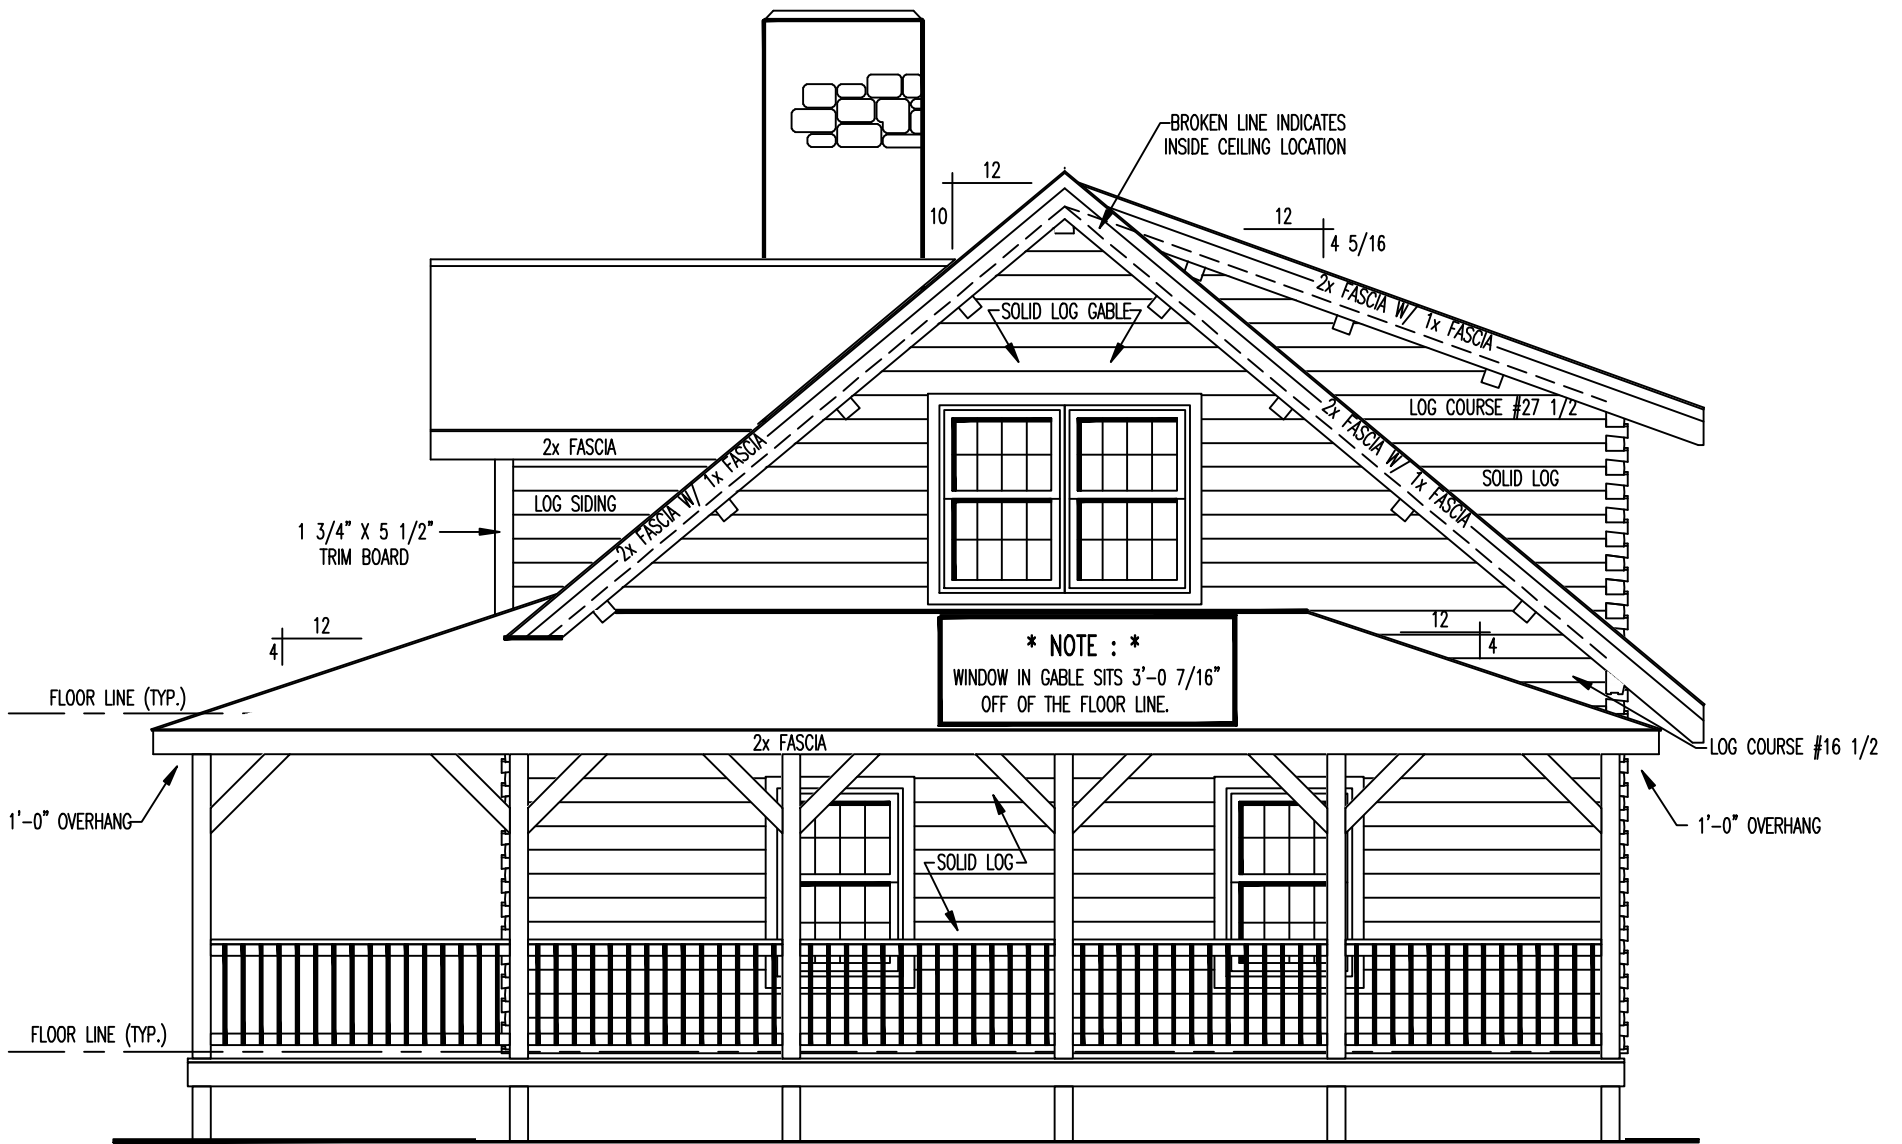 BROKEN LINE INDICATES
INSIDE CEILING LOCATION
12
10
12
4 5/16
2x FASCIA W/ 1x FASCIA
SOLID LOG GABLE
LOG COURSE #27 1/2
2x FASCIA
2x FASCIA W/ 1x FASCIA
2x FASCIA W/ 1x FASCIA
SOLID LOG
LOG SIDING
1 3/4" X 5 1/2"
TRIM BOARD
12
4
12
4
* NOTE : *
WINDOW IN GABLE SITS 3'-0 7/16"
OFF OF THE FLOOR LINE.
FLOOR LINE (TYP.)
2x FASCIA
LOG COURSE #16 1/2
1'-0" OVERHANG
1'-0" OVERHANG
SOLID LOG
FLOOR LINE (TYP.)